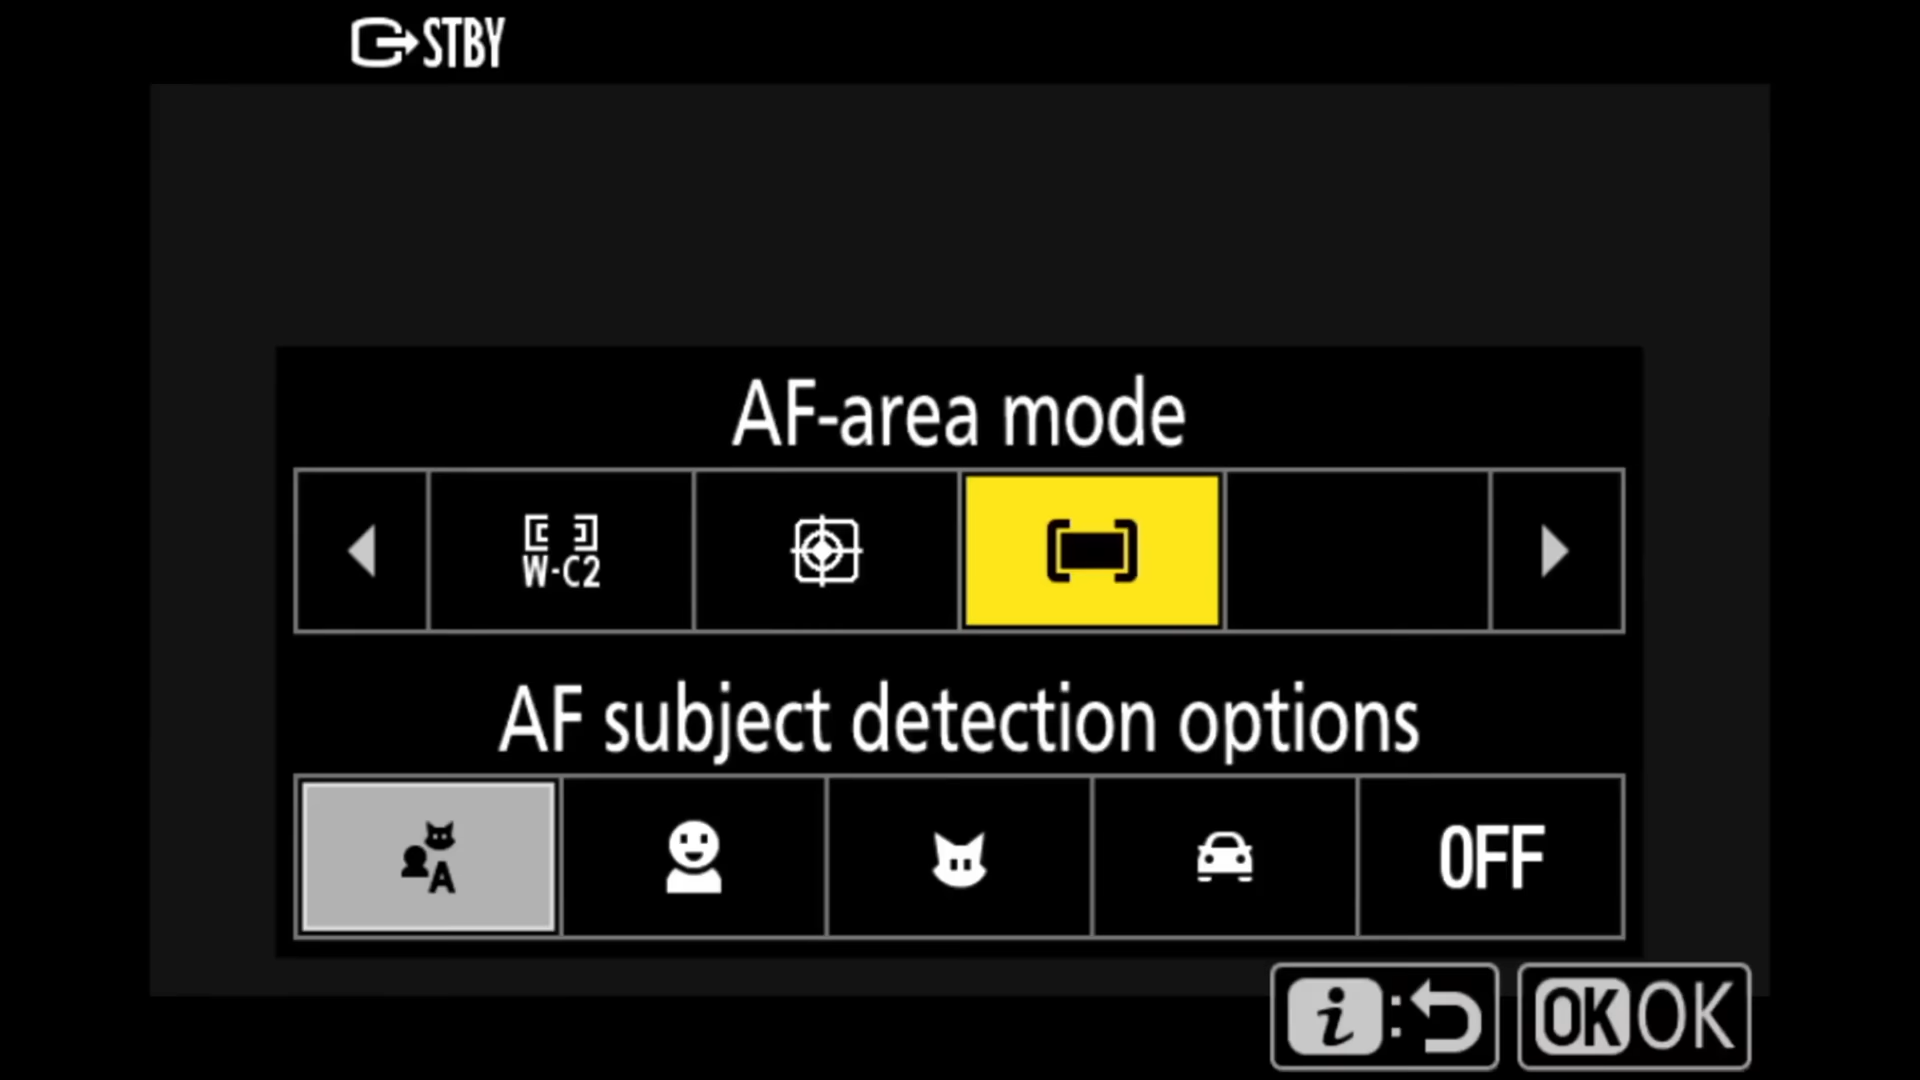 STBY
AF-area mode
W-C2
AF subject detection options
A OFF
i: OK OK